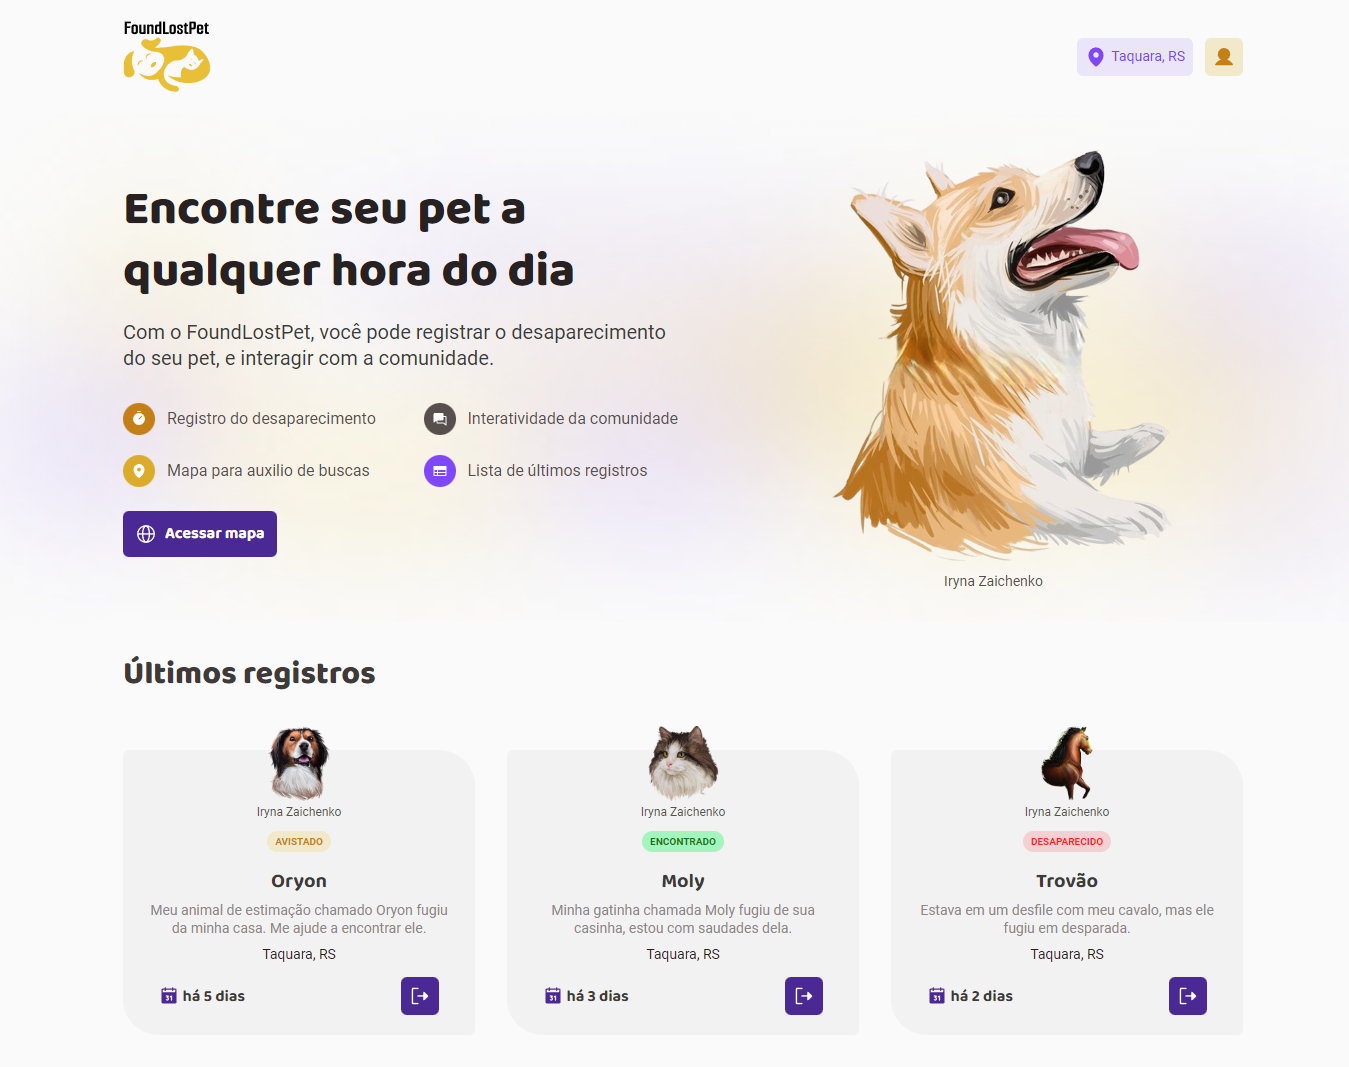 FoundLostPet
Taquara, RS
Encontre seu pet a
qualquer hora do dia
Com o FoundLostPet, você pode registrar o desaparecimento
do seu pet, e interagir com a comunidade.
Registro do desaparecimento
Interatividade da comunidade
Mapa para auxilio de buscas
Lista de últimos registros
Acessar mapa
Iryna Zaichenko
Últimos registros
Iryna Zaichenko
AVISTADO
Oryon
Meu animal de estimação chamado Oryon fugiu
da minha casa. Me ajude a encontrar ele.
Taquara, RS
31
há 5 dias
Iryna Zaichenko
ENCONTRADO
Moly
Minha gatinha chamada Moly fugiu de sua
casinha, estou com saudades dela.
Taquara, RS
31
há 3 dias
Iryna Zaichenko
DESAPARECIDO
Trovão
Estava em um desfile com meu cavalo, mas ele
fugiu em desparada.
Taquara, RS
31
há 2 dias